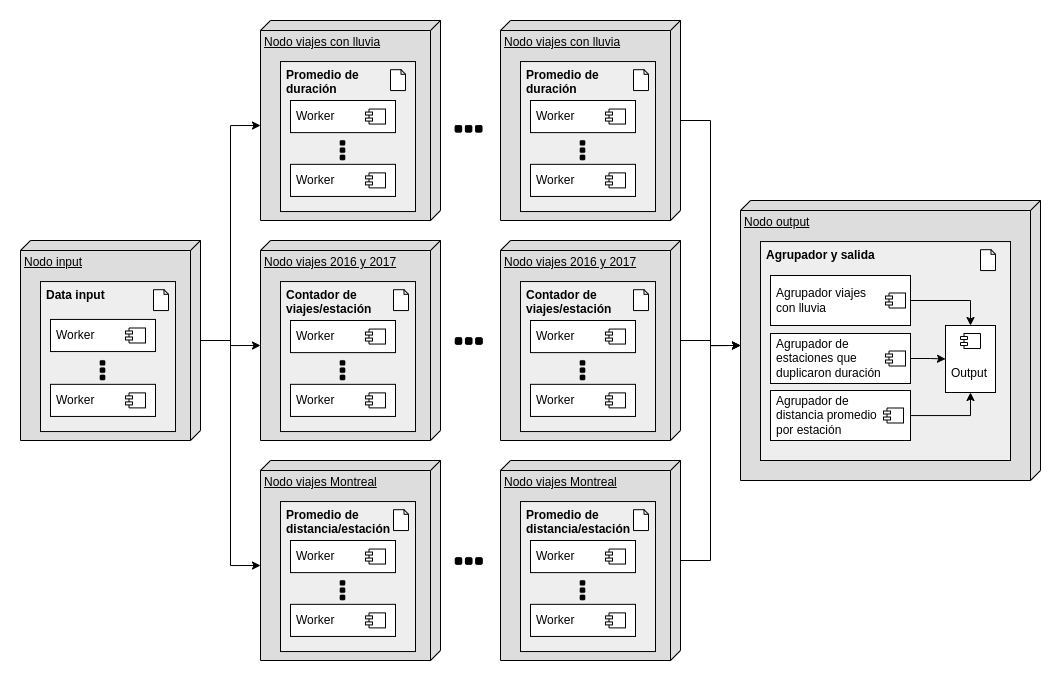 Nodo input
Data input
Worker
Worker
Nodo viajes con lluvia
Promedio de
duración
Worker
Worker
Nodo viajes con lluvia
Promedio de
duración
Worker
Worker
Nodo viajes 2016 y 2017
Contador de
viajes/estación
Worker
Worker
Nodo viajes 2016 y 2017
Contador de
viajes/estación
Worker
Worker
Nodo viajes Montreal
Promedio de
distancia/estación
Worker
Worker
Nodo viajes Montreal
Promedio de
distancia/estación
Worker
Worker
Nodo output
Agrupador y salida
Agrupador viajes
con lluvia
Agrupador de
estaciones que
duplicaron duración
Agrupador de
distancia promedio
por estación
Output